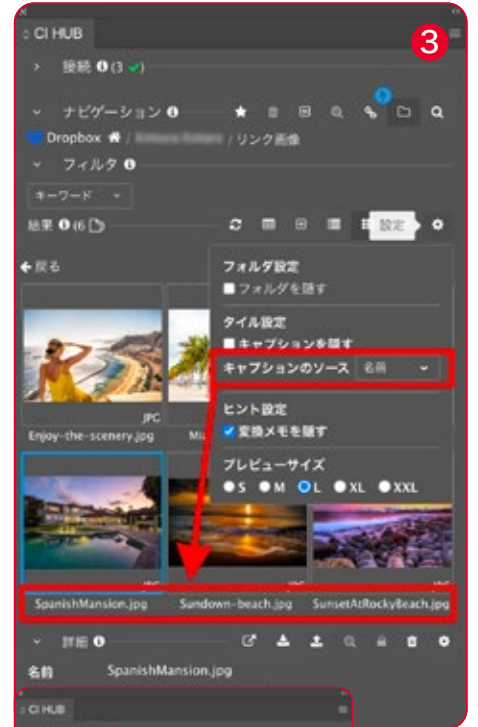 CI HUB
3
接続 (3 ✔)
ナビゲーション
Dropbox / / リンク画像
フィルタ
キーワード
結果 (6
設定
戻る
フォルダ設定
フォルダを隠す
タイル設定
キャプションを隠す
キャプションのソース 名前
ヒント設定
変換メモを隠す
プレビューサイズ
S M L XL XXL
JPG
Enjoy-the-scenery.jpg
JPG
SpanishMansion.jpg Sundown-beach.jpg SunsetAtRockyBeach.jpg
詳細
名前 SpanishMansion.jpg
CI HUB